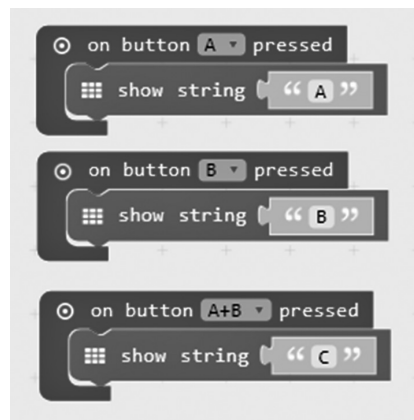 on button A pressed
show string “ A ”
on button B pressed
show string “ B ”
on button A+B pressed
show string “ C ”